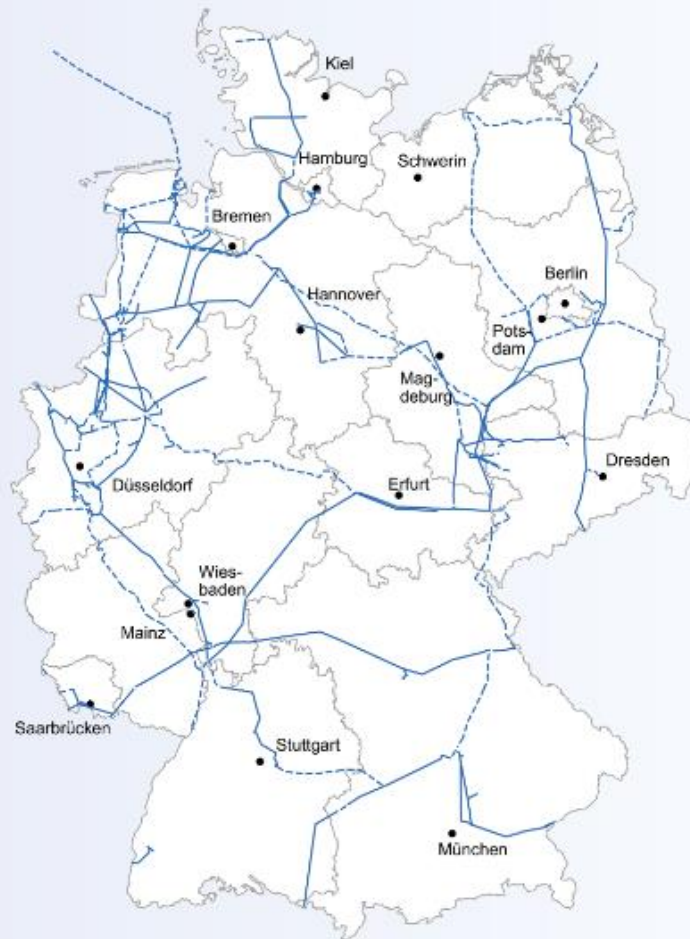 Kiel
Hamburg
Schwerin
Bremen
Berlin
Hannover
Pots-
dam
Mag-
deburg
Düsseldorf
Erfurt
Dresden
Wies-
baden
Mainz
Saarbrücken
Stuttgart
München